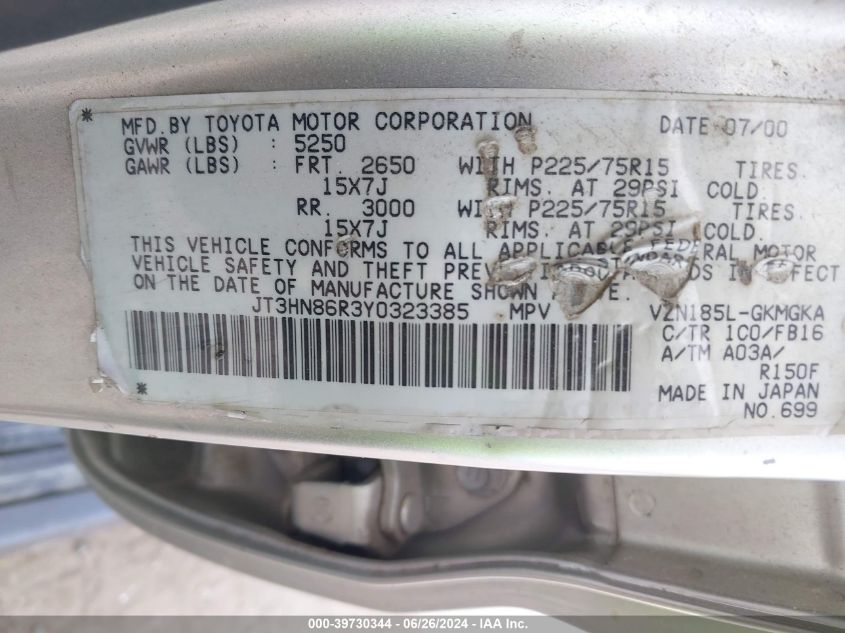 * MFD. BY TOYOTA MOTOR CORPORATION DATE 07/00
GVWR (LBS) : 5250
GAWR (LBS) : FRT. 2650 WITH P225/75R15 TIRES.
15X7J RIMS. AT 29PSI COLD.
RR. 3000 WITH P225/75R15 TIRES.
15X7J RIMS. AT 29PSI COLD.
THIS VEHICLE CONFORMS TO ALL APPLICABLE FEDERAL MOTOR
VEHICLE SAFETY AND THEFT IN EFFECT
ON THE DATE OF MANUFACTURE SHOWN
JT3HN86R3Y0323385 MPV VZN185L-GKMGKA
C/TR 1C0/FB16
A/TM A03A/
R150F
* MADE IN JAPAN
NO. 699
000-39730344 / 06/26/2024 / IAA Inc.